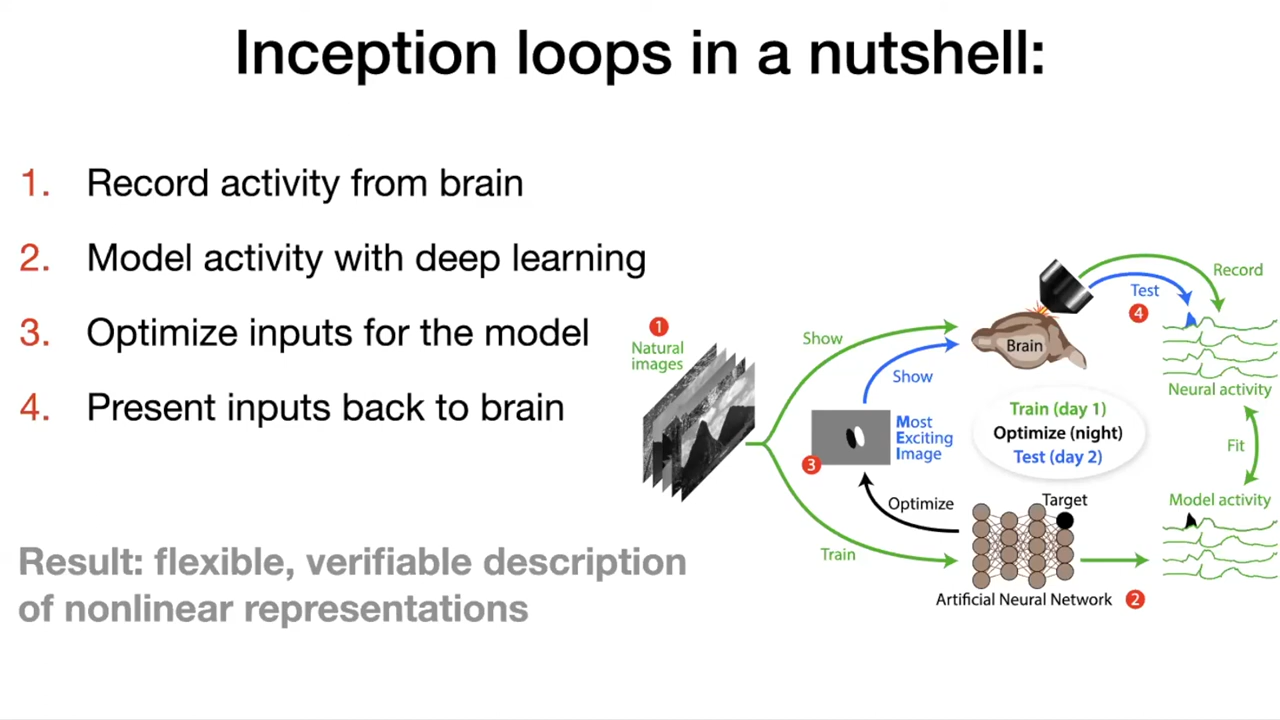 Inception loops in a nutshell:
1. Record activity from brain
2. Model activity with deep learning
3. Optimize inputs for the model
4. Present inputs back to brain
Result: flexible, verifiable description
of nonlinear representations
1
Natural
images
Show
Show
Brain
Record
Test
4
Neural activity
Most
Exciting
Image
3
Train (day 1)
Optimize (night)
Test (day 2)
Fit
Optimize
Target
Model activity
Train
Artificial Neural Network
2